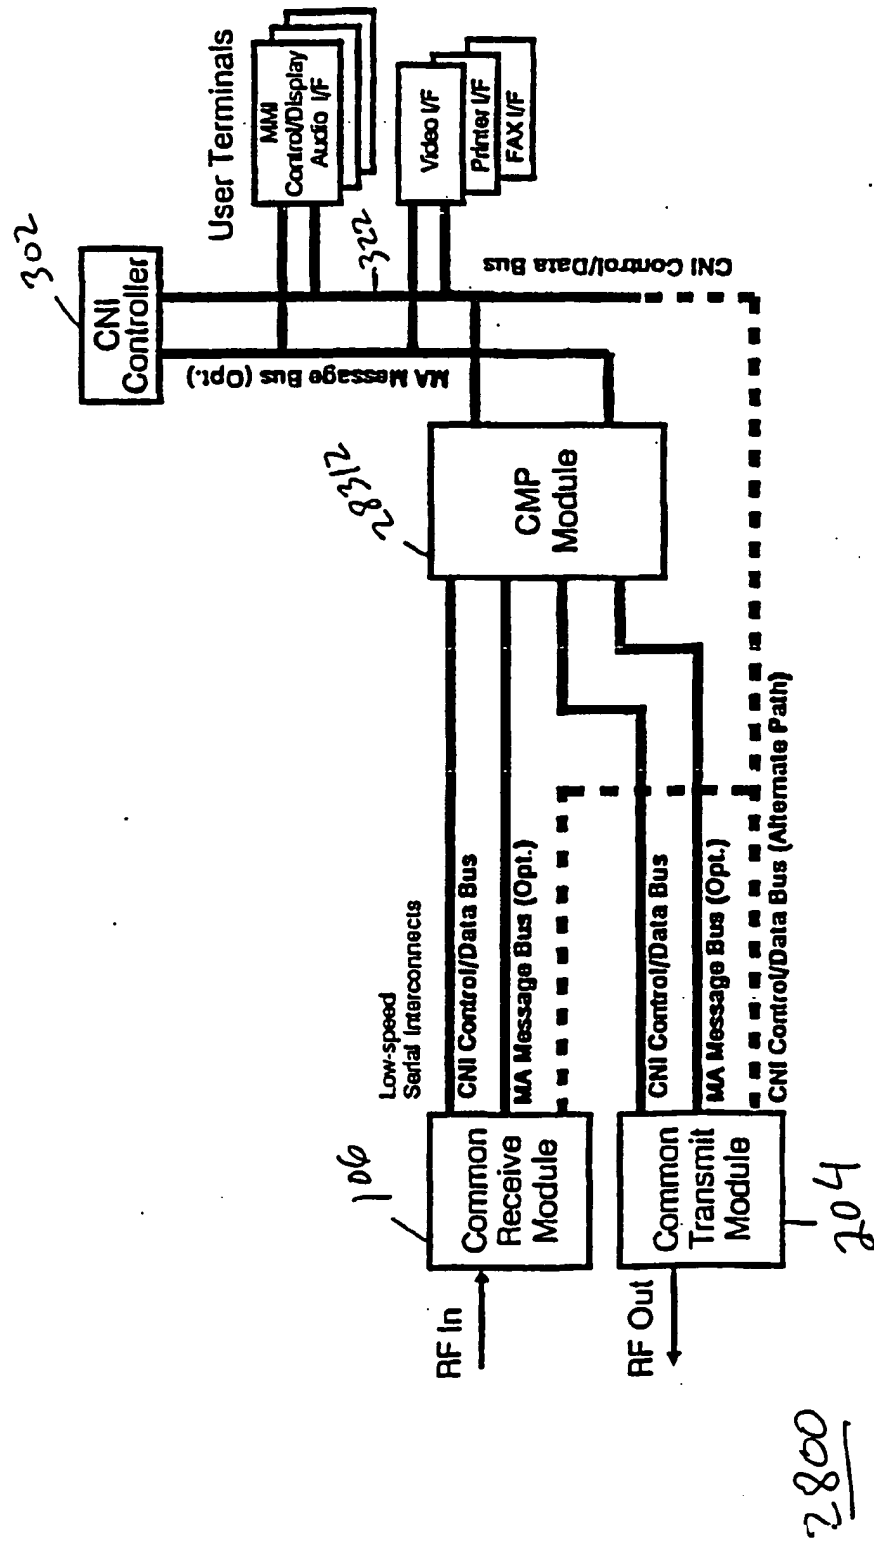 302
CNI
Controller
User Terminals
MMI
Control/Display
Audio I/F
Video I/F
Printer I/F
FAX I/F
322
CNI Control/Data Bus
MA Message Bus (Opt.)
28312
CMP
Module
Low-speed
Serial Interconnects
CNI Control/Data Bus
MA Message Bus (Opt.)
CNI Control/Data Bus
MA Message Bus (Opt.)
CNI Control/Data Bus (Alternate Path)
106
Common
Receive
Module
RF In
Common
Transmit
Module
RF Out
204
2800